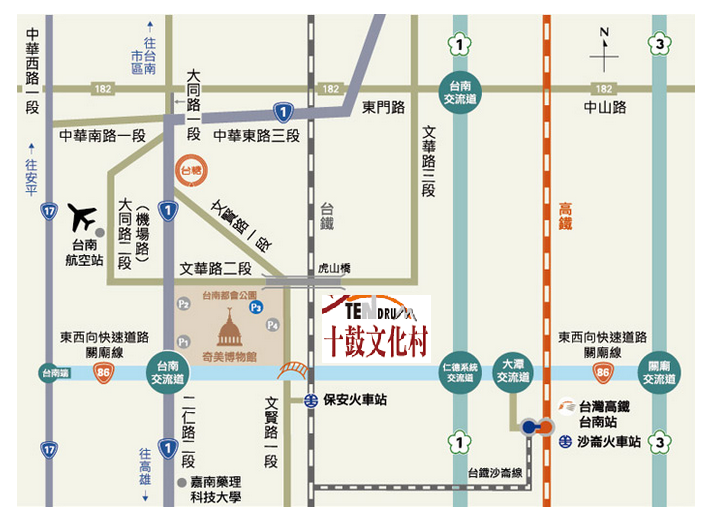 中華西路一段
往台南
市區
大同路一段
1
N
3
182
182
182
台南
交流道
東門路
中山路
1
中華南路一段
中華東路三段
文華路三段
往安平
台糖
17
1
大同路二段
（機場路）
文賢路一段
台鐵
高鐵
台南
航空站
文華路二段
虎山橋
台南都會公園
P2
P3
P4
P1
奇美博物館
TEN DRUM
十鼓文化村
東西向快速道路
關廟線
東西向快速道路
關廟線
台南端
86
台南
交流道
仁德系統
交流道
大潭
交流道
86
關廟
交流道
保安火車站
文賢路一段
二仁路二段
台灣高鐵
台南站
沙崙火車站
17
1
1
3
往高雄
嘉南藥理
科技大學
台鐵沙崙線